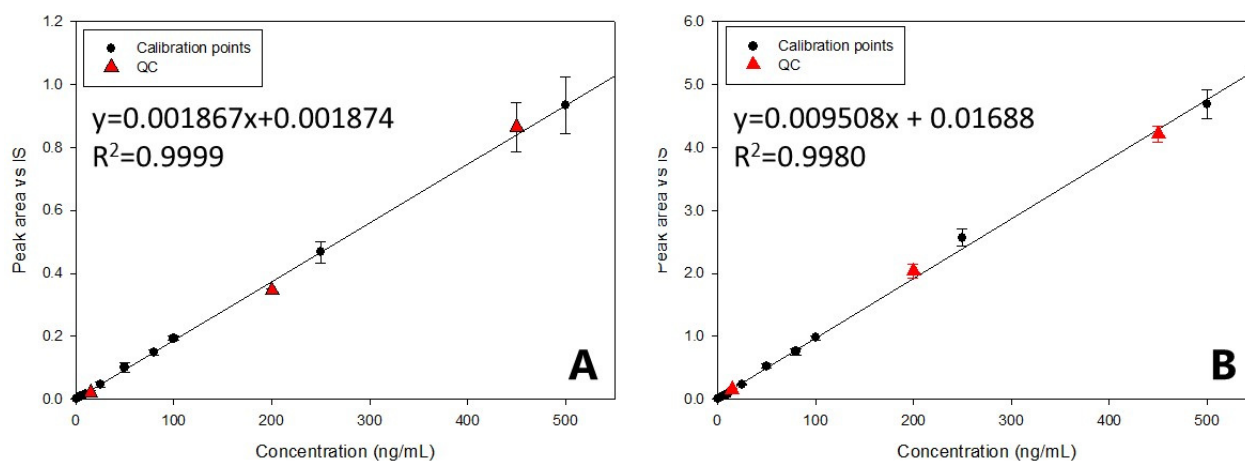 1.2
1.0
0.8
0.6
0.4
0.2
0.0
Peak area vs IS
Calibration points
QC
y=0.001867x+0.001874
R²=0.9999
A
0
100
200
300
400
500
Concentration (ng/mL)
6.0
5.0
4.0
3.0
2.0
1.0
0.0
Peak area vs IS
Calibration points
QC
y=0.009508x + 0.01688
R²=0.9980
B
0
100
200
300
400
500
Concentration (ng/mL)